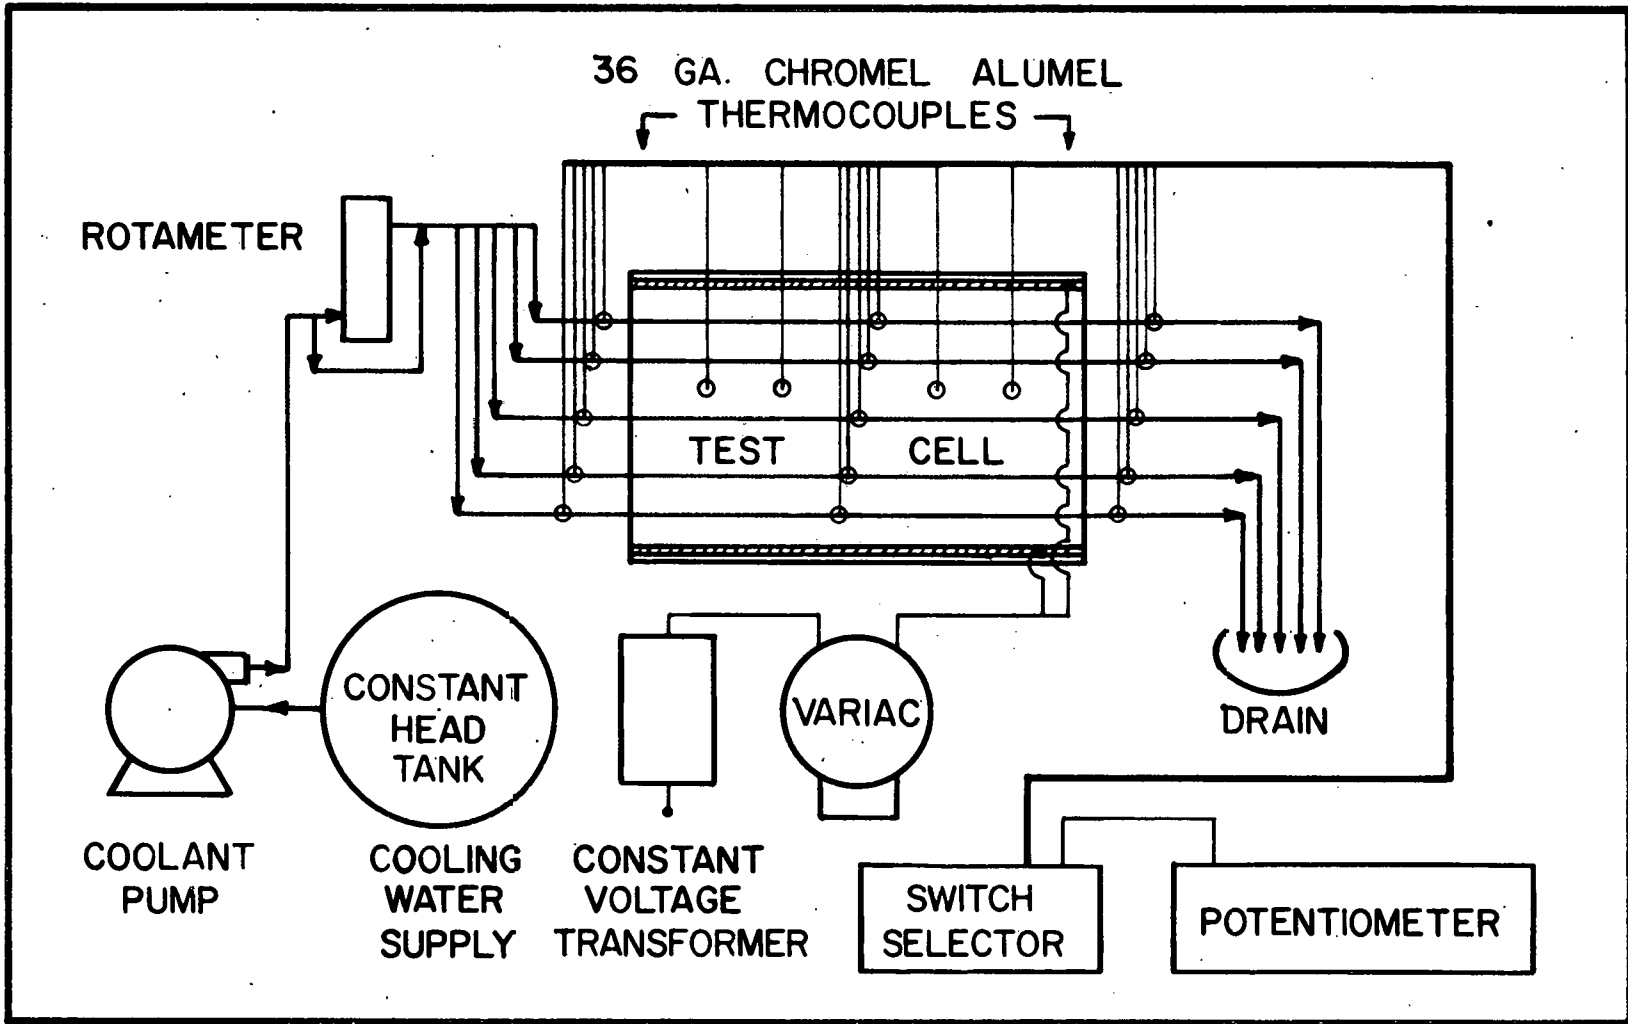 36 GA. CHROMEL ALUMEL
THERMOCOUPLES
ROTAMETER
TEST CELL
CONSTANT
HEAD
TANK
VARIAC
DRAIN
COOLANT
PUMP
COOLING
WATER
SUPPLY
CONSTANT
VOLTAGE
TRANSFORMER
SWITCH
SELECTOR
POTENTIOMETER